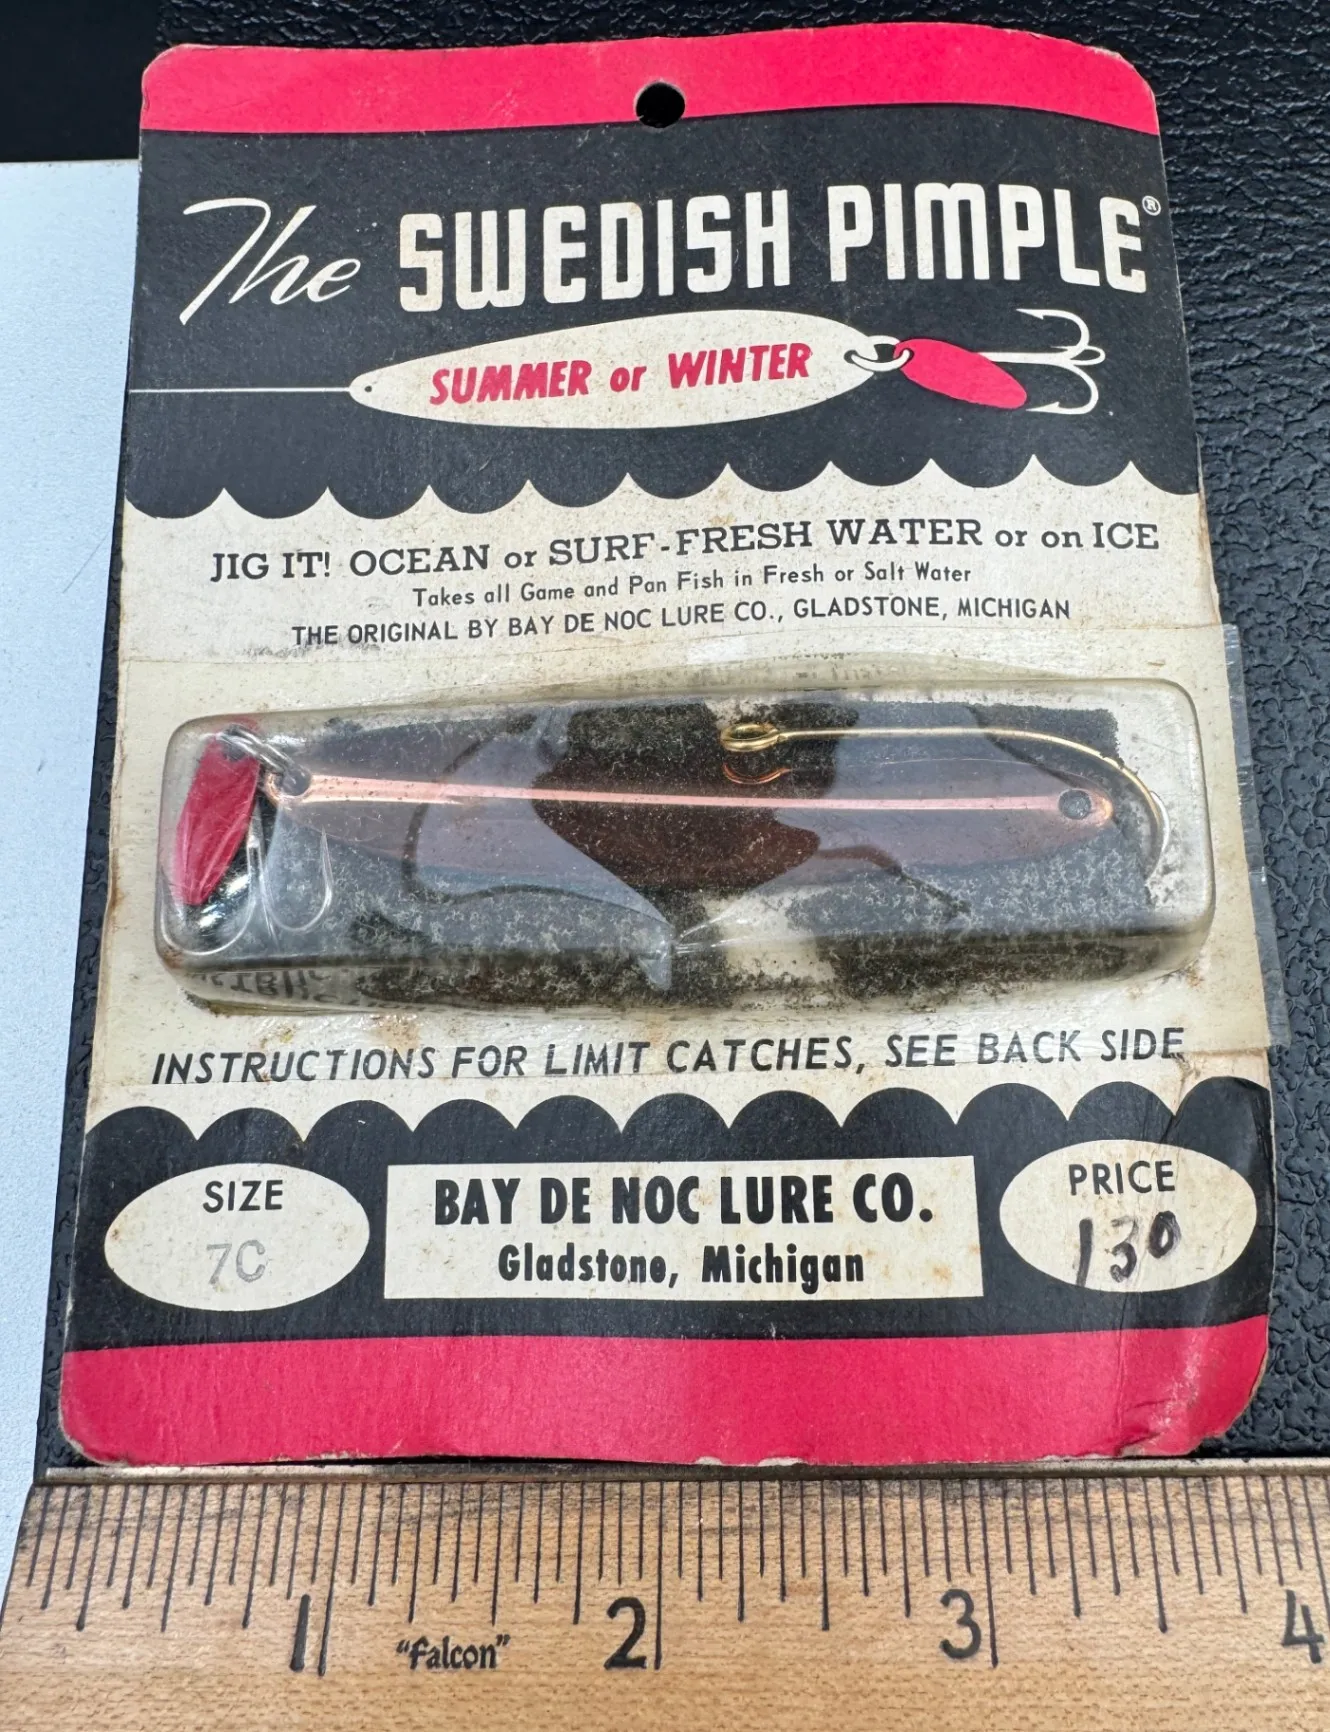 The SWEDISH PIMPLE®
SUMMER or WINTER
JIG IT! OCEAN or SURF-FRESH WATER or on ICE
Takes all Game and Pan Fish in Fresh or Salt Water
THE ORIGINAL BY BAY DE NOC LURE CO., GLADSTONE, MICHIGAN
INSTRUCTIONS FOR LIMIT CATCHES, SEE BACK SIDE
SIZE
7C
BAY DE NOC LURE CO.
Gladstone, Michigan
PRICE
130
1 2 3 4
"Falcon"